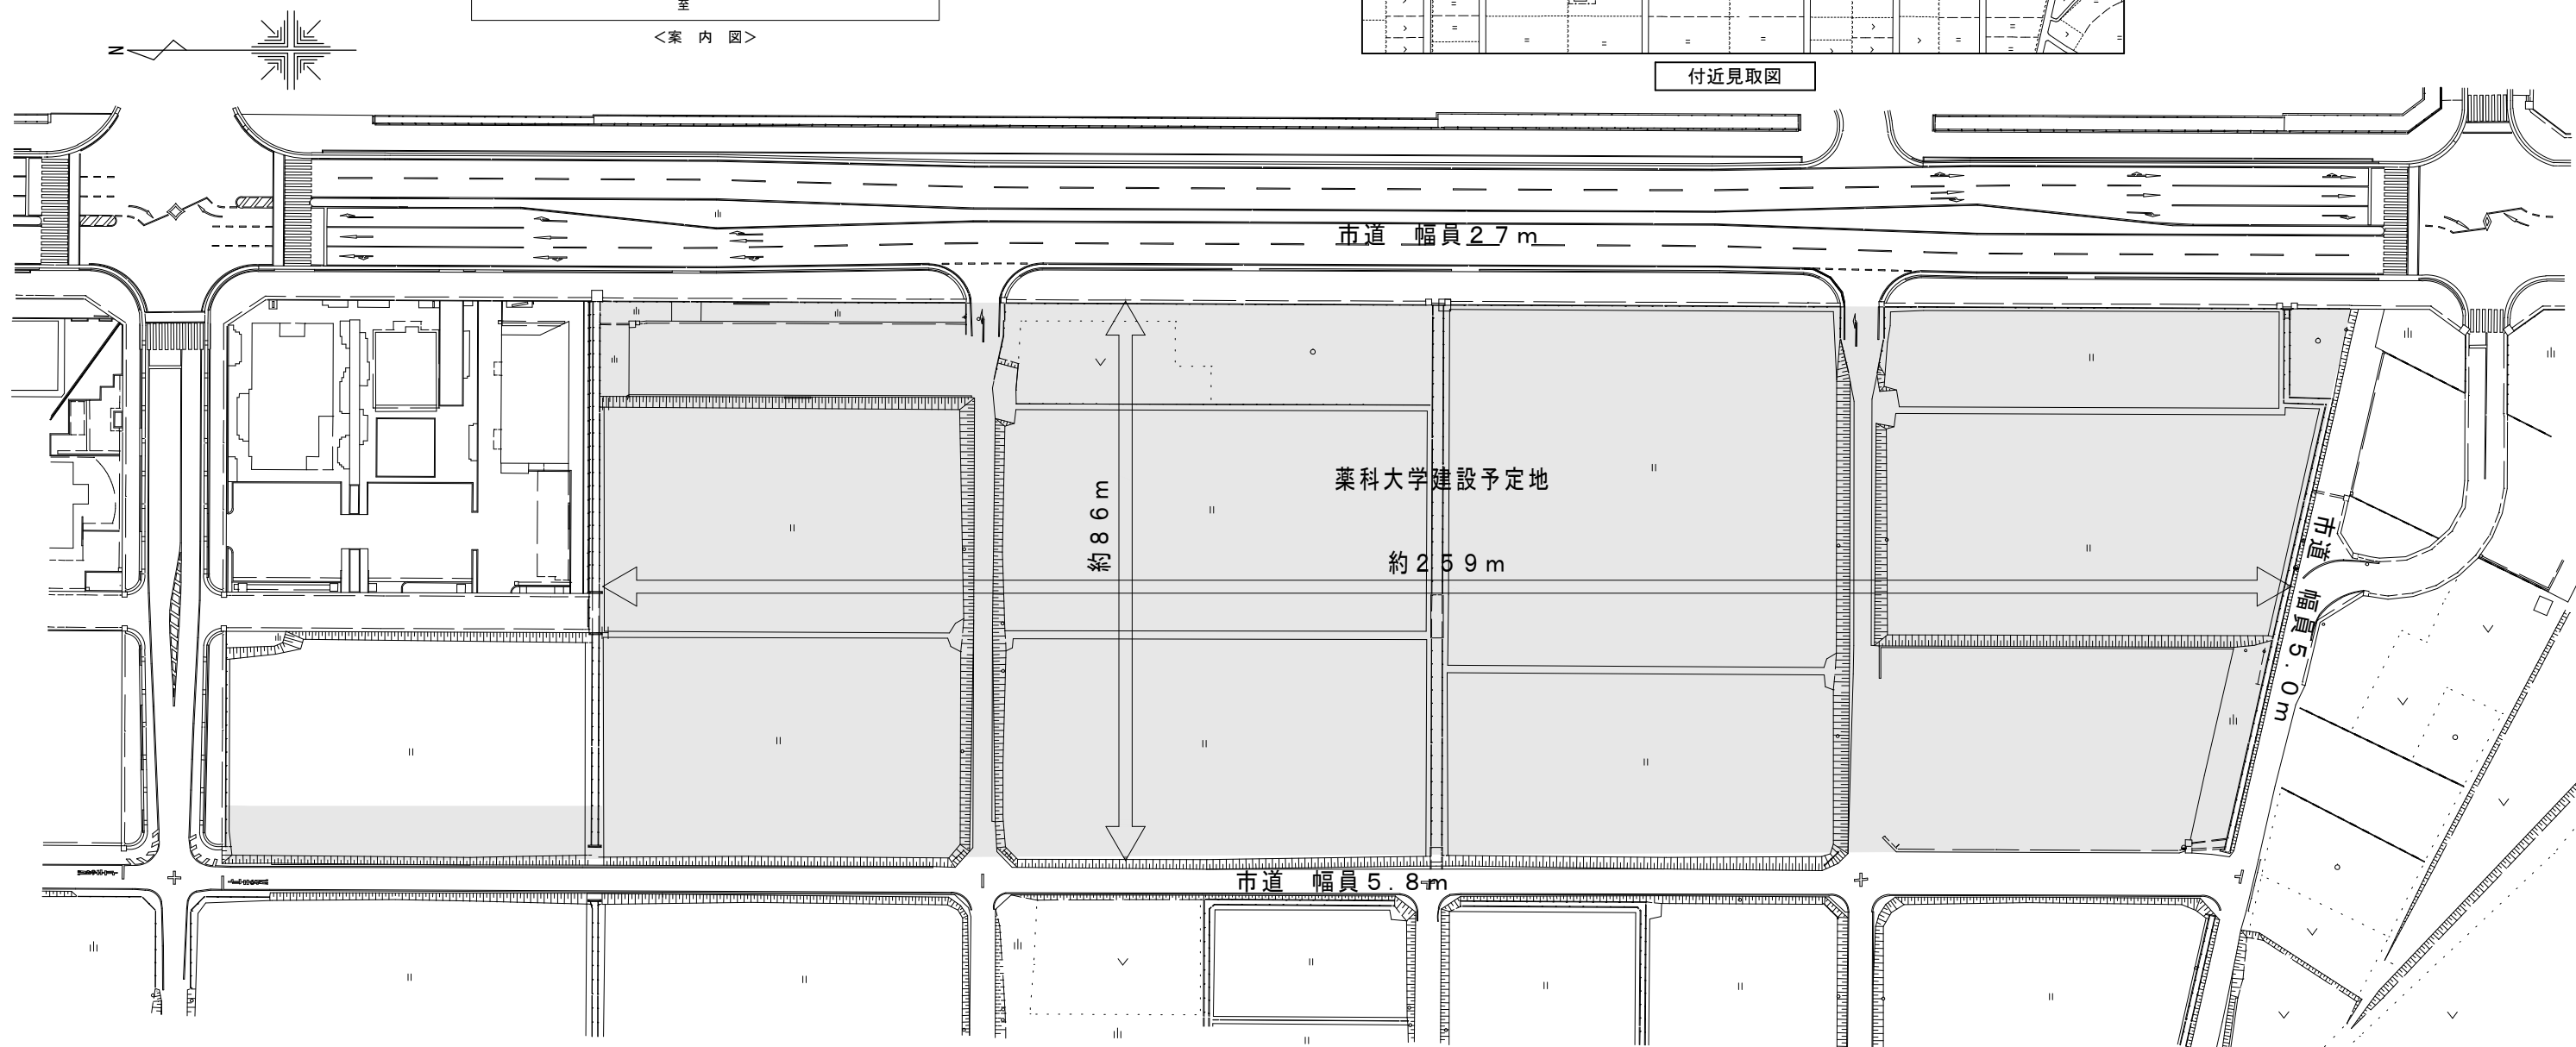 至
<案　内　図>
N
付近見取図
市道　幅員２７ｍ
薬科大学建設予定地
約８６ｍ
約２５９ｍ
市道　幅員５.０ｍ
市道　幅員５.８ｍ